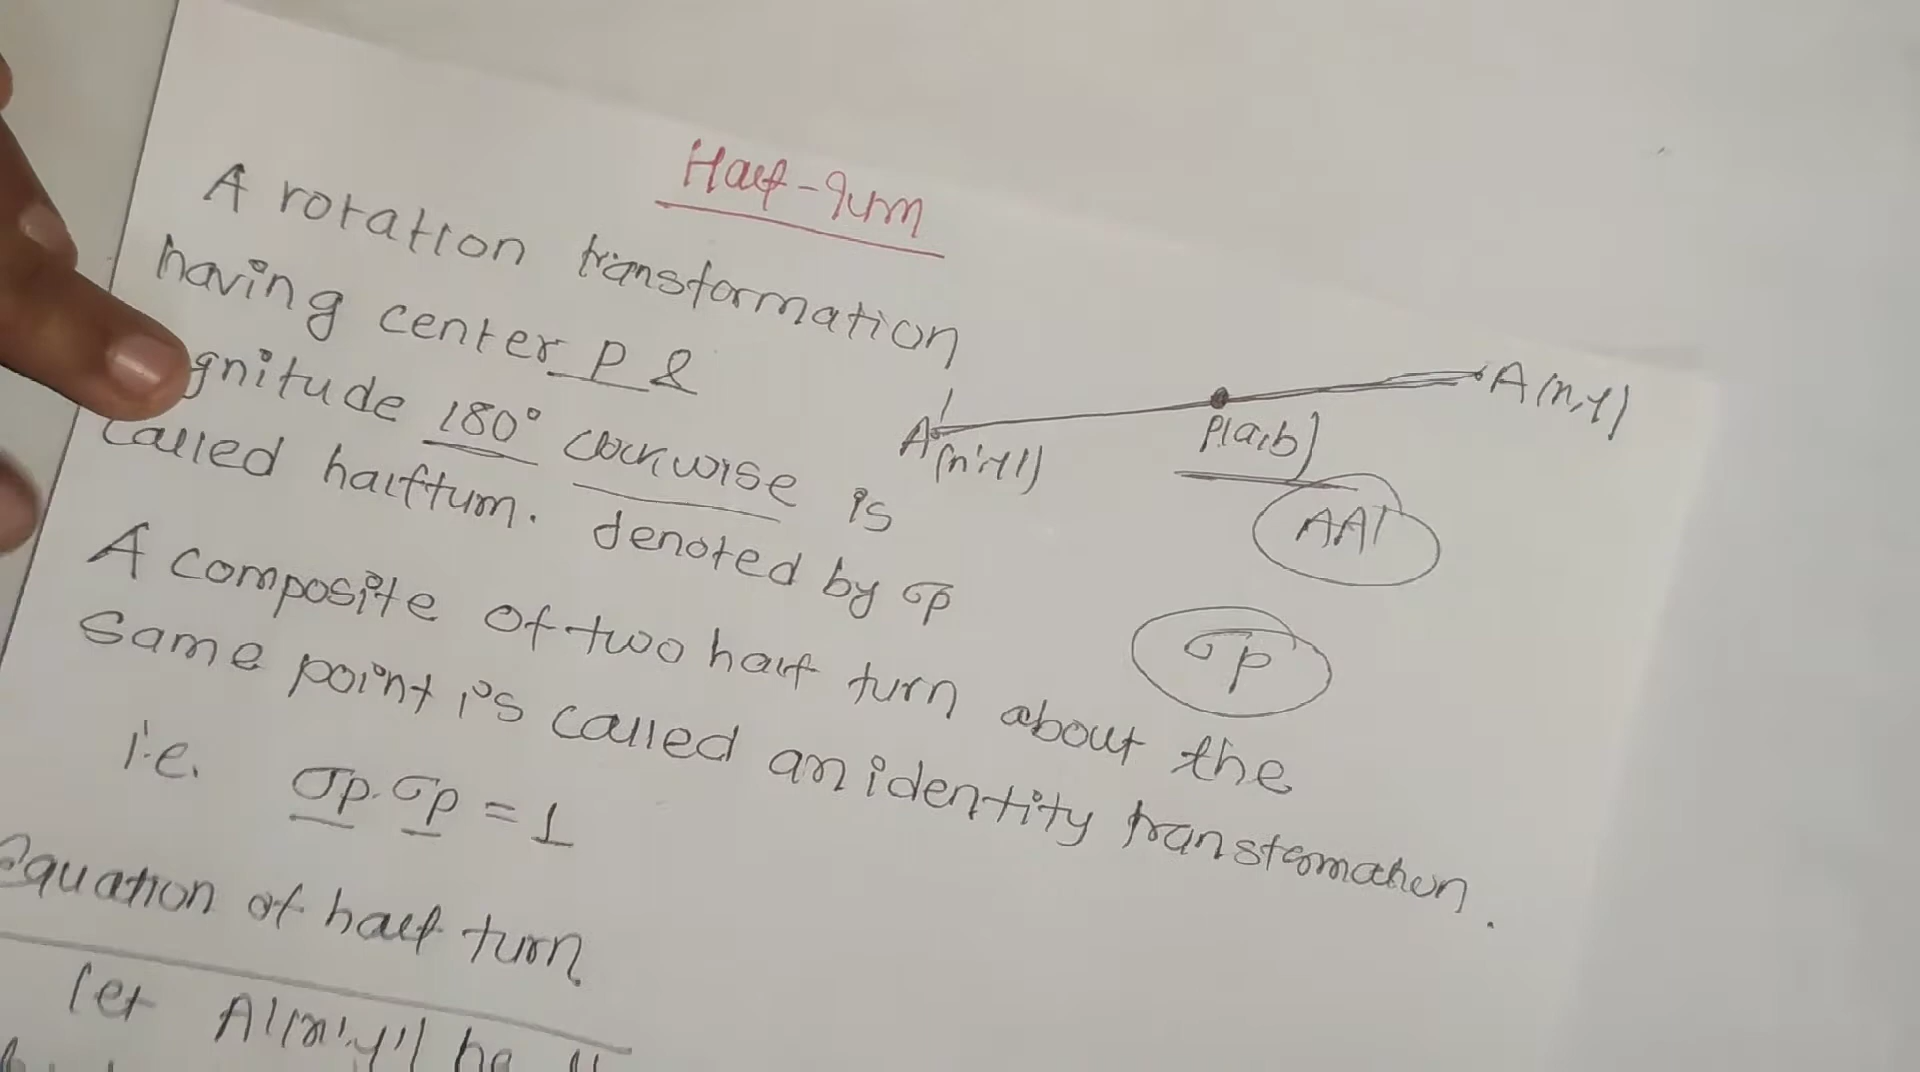 Half-Turn
A rotation transformation
having center P &
gnitude 180° clockwise is
called halfturn. denoted by σp
A composite of two half turn about the
same point is called an identity transformation.
i.e. σp·σp = 1
Equation of half turn
let A'(x',y') be
A(x,y)
P(a,b)
A'(x',y')
AA'
σp